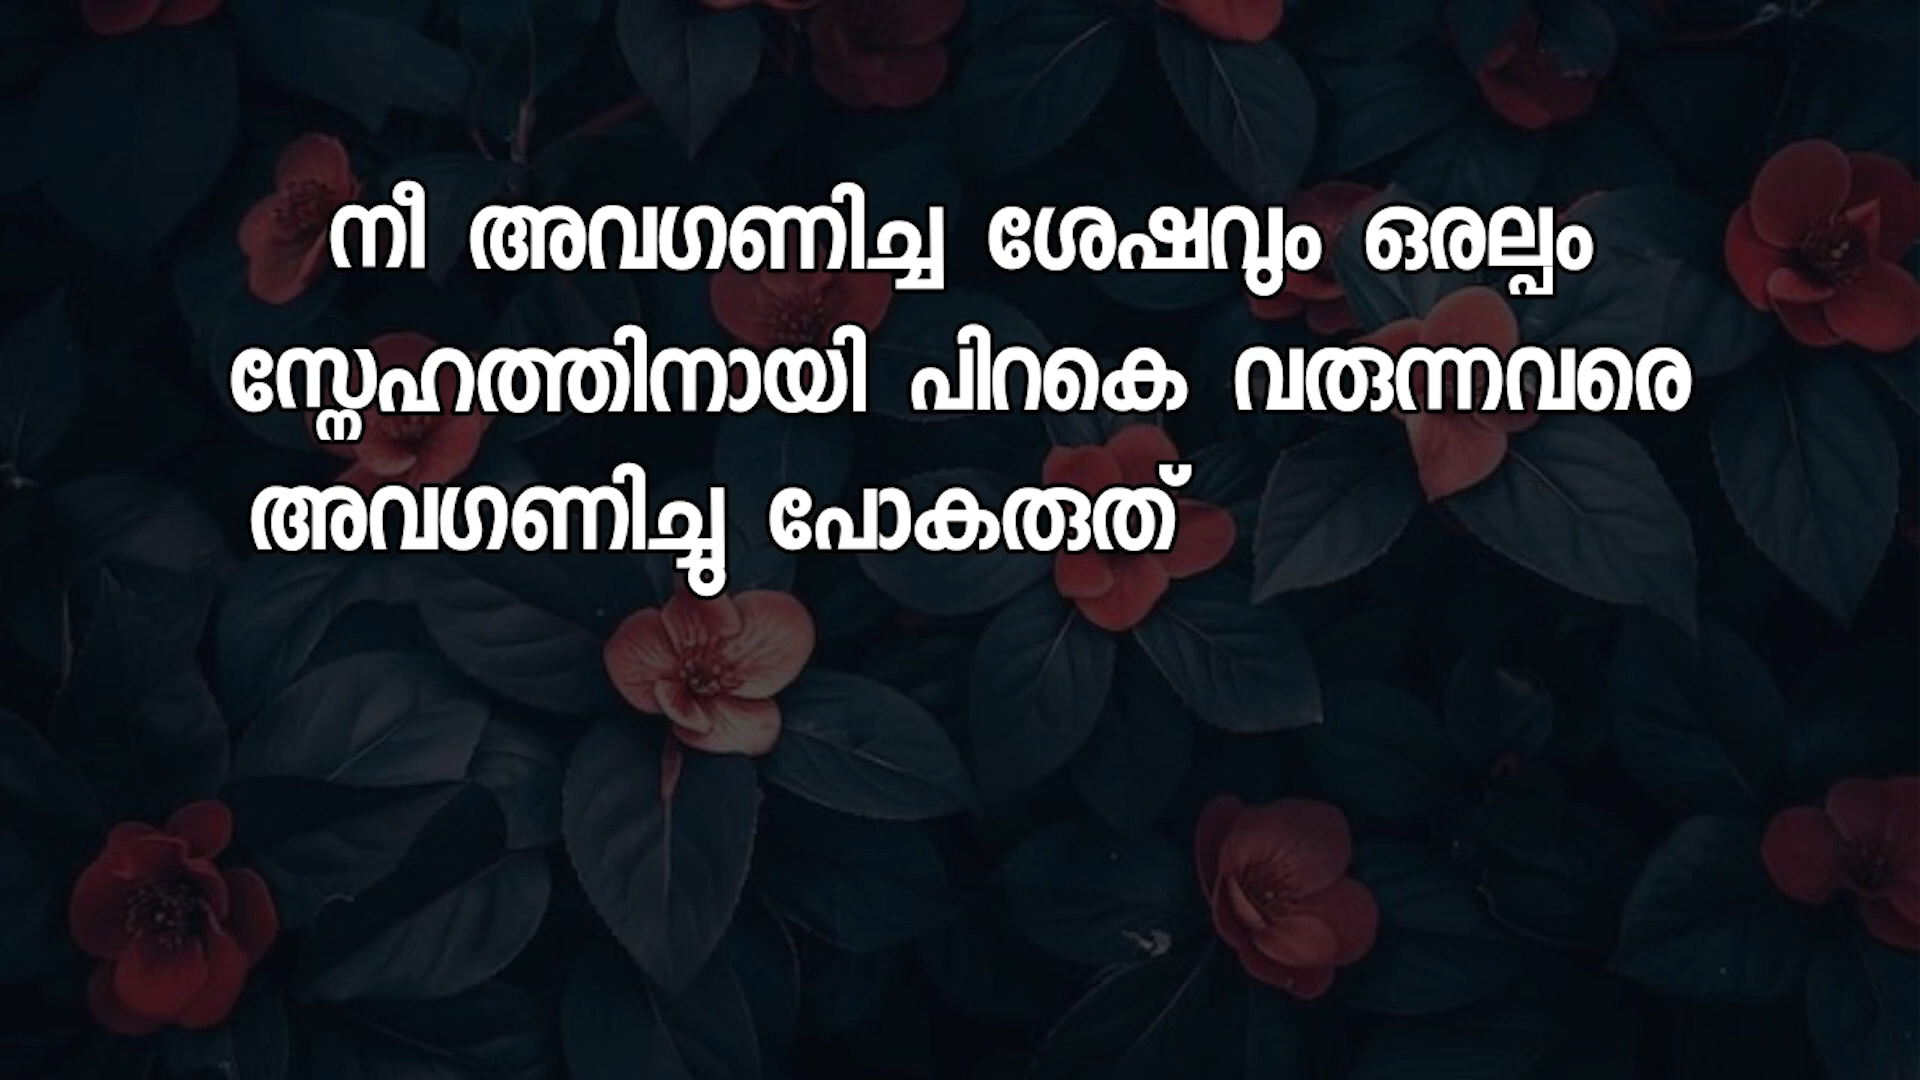 നീ അവഗണിച്ച ശേഷവും ഒരല്പം
സ്നേഹത്തിനായി പിറകെ വരുന്നവരെ
അവഗണിച്ചു പോകരുത്